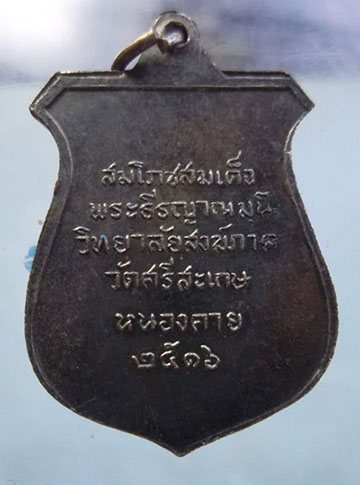 สมโภชสมเด็จ
พระธีรญาณมุนี
วิทยาลัยสงฆ์ภาค
วัดศรีสะเกษ
หนองคาย
๒๕๑๖